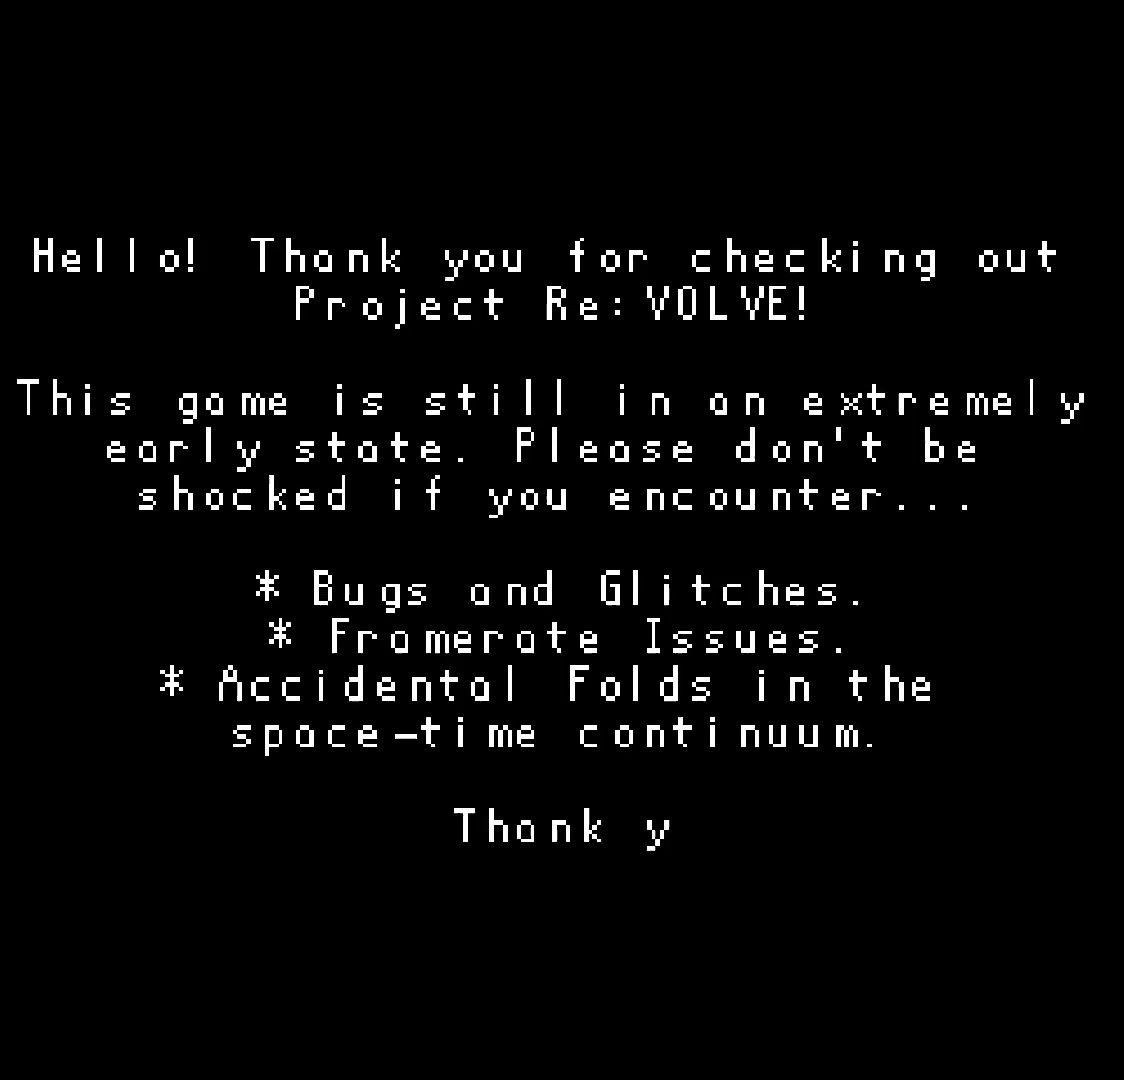 Hello! Thank you for checking out
Project Re:VOLVE!
This game is still in an extremely
early state. Please don't be
shocked if you encounter...
* Bugs and Glitches.
* Framerate Issues.
* Accidental Folds in the
space-time continuum.
Thank y